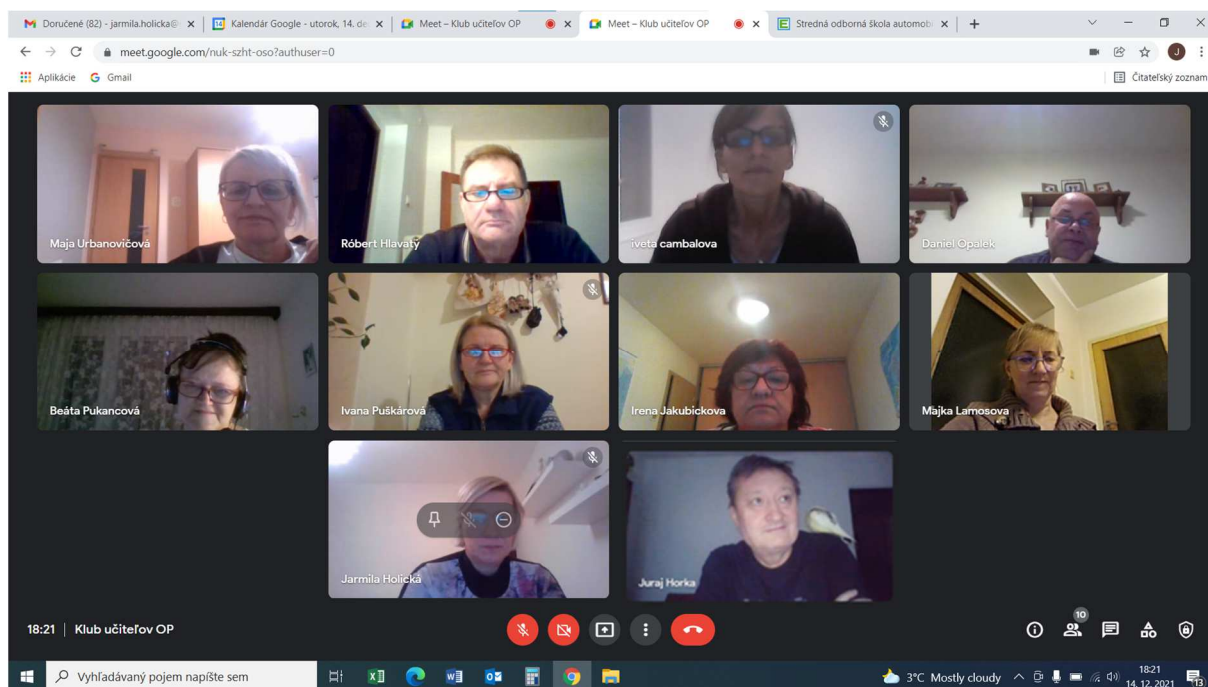 Doručené (82) - jarmila.holicka@
Kalendár Google - utorok, 14. de
Meet – Klub učiteľov OP
Meet – Klub učiteľov OP
Stredná odborná škola automob
meet.google.com/nuk-szht-oso?authuser=0
J
Aplikácie
G Gmail
Čitateľský zoznam
Maja Urbanovičová
Róbert Hlavatý
iveta cambalova
Daniel Opalek
Beáta Pukancová
Ivana Puškárová
Irena Jakubickova
Majka Lamosova
Jarmila Holická
Juraj Horka
18:21 | Klub učiteľov OP
10
Vyhľadávaný pojem napíšte sem
3°C Mostly cloudy
18:21
14. 12. 2021
13